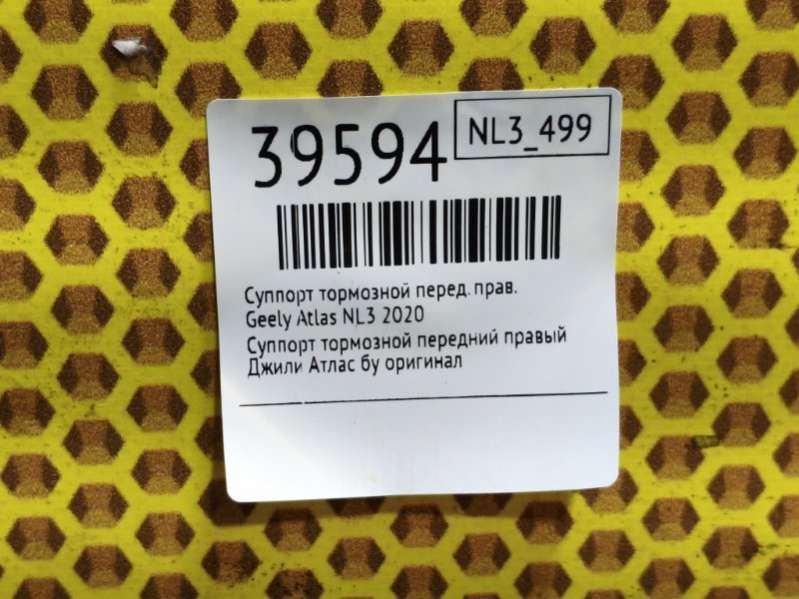 39594
NL3_499
Суппорт тормозной перед. прав.
Geely Atlas NL3 2020
Суппорт тормозной передний правый
Джили Атлас бу оригинал